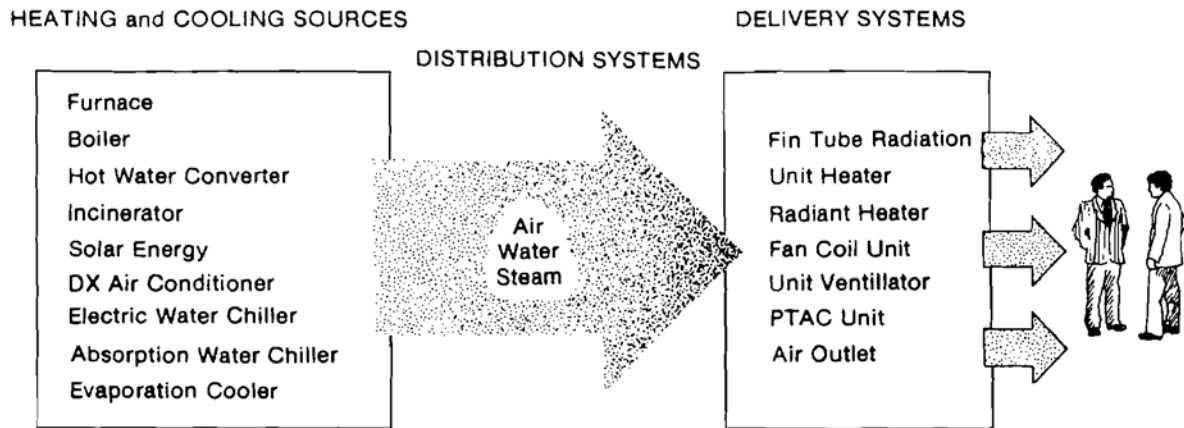 HEATING and COOLING SOURCES
DISTRIBUTION SYSTEMS
DELIVERY SYSTEMS
Furnace
Boiler
Hot Water Converter
Incinerator
Solar Energy
DX Air Conditioner
Electric Water Chiller
Absorption Water Chiller
Evaporation Cooler
Air
Water
Steam
Fin Tube Radiation
Unit Heater
Radiant Heater
Fan Coil Unit
Unit Ventillator
PTAC Unit
Air Outlet